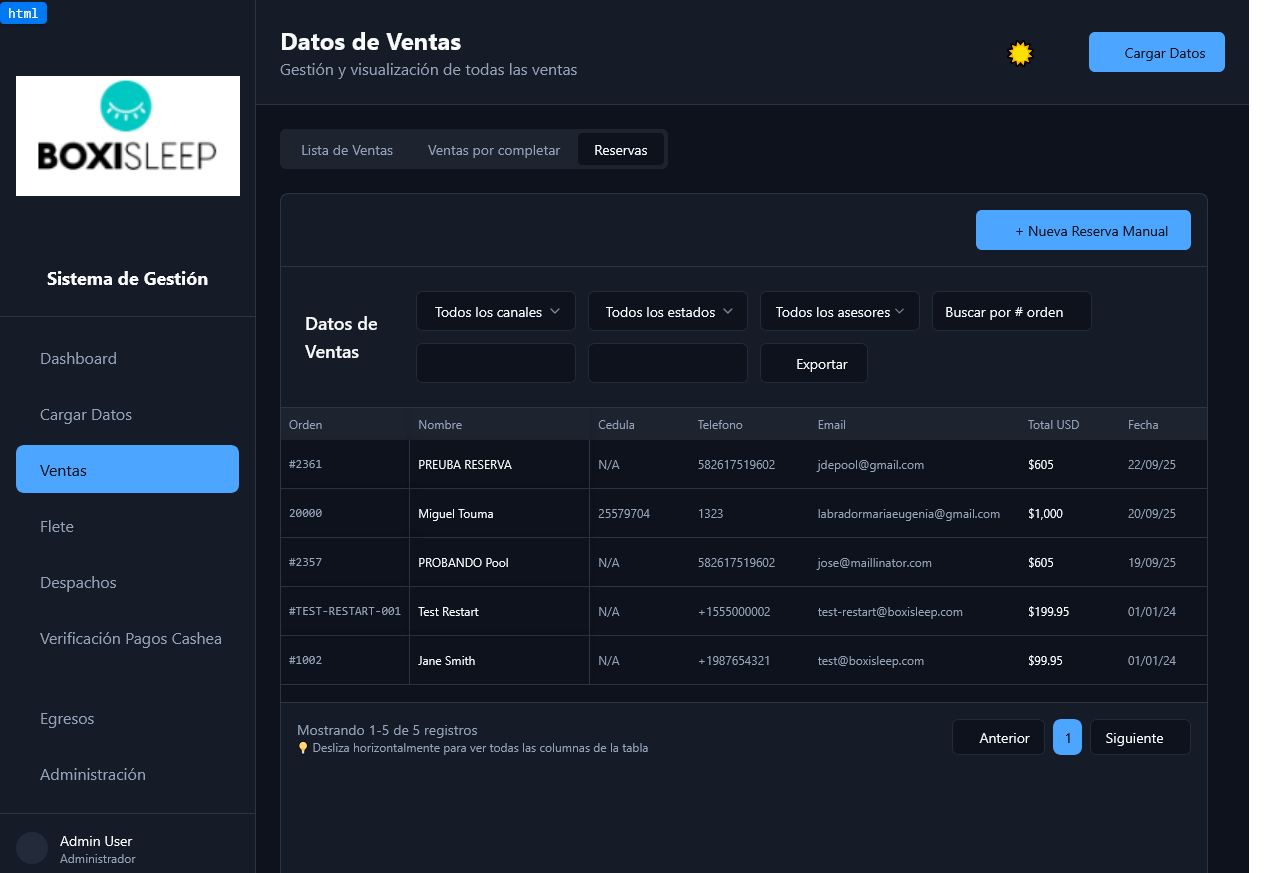 html
BOXISLEEP
Sistema de Gestión
Dashboard
Cargar Datos
Ventas
Flete
Despachos
Verificación Pagos Cashea
Egresos
Administración
Admin User
Administrador
Datos de Ventas
Gestión y visualización de todas las ventas
Cargar Datos
Lista de Ventas Ventas por completar Reservas
+ Nueva Reserva Manual
Datos de
Ventas
Todos los canales Todos los estados Todos los asesores Buscar por # orden
Exportar
Orden Nombre Cedula Telefono Email Total USD Fecha
#2361 PREUBA RESERVA N/A 582617519602 jdepool@gmail.com $605 22/09/25
20000 Miguel Touma 25579704 1323 labradormariaeugenia@gmail.com $1,000 20/09/25
#2357 PROBANDO Pool N/A 582617519602 jose@maillinator.com $605 19/09/25
#TEST-RESTART-001 Test Restart N/A +1555000002 test-restart@boxisleep.com $199.95 01/01/24
#1002 Jane Smith N/A +1987654321 test@boxisleep.com $99.95 01/01/24
Mostrando 1-5 de 5 registros
Desliza horizontalmente para ver todas las columnas de la tabla
Anterior 1 Siguiente